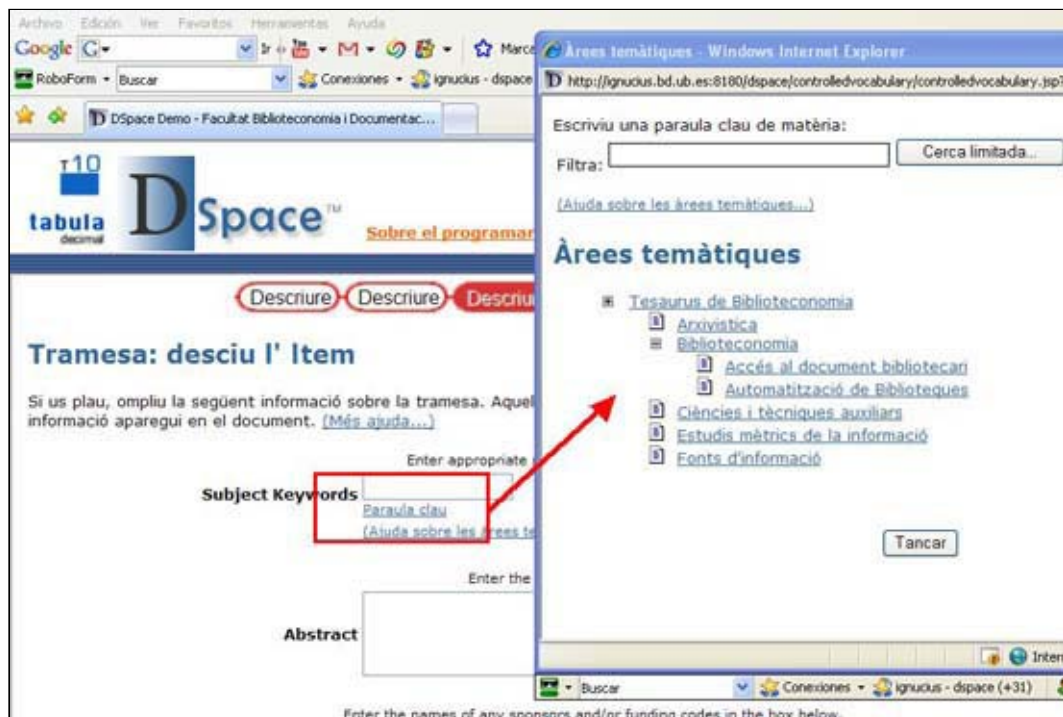 Archivo Edición Ver Favoritos Herramientas Ayuda
Google G
Marca
RoboForm Buscar Conexiones ignucius - dspace
DSpace Demo - Facultat Biblioteconomia i Documentac...
T10
tabula
decimal
DSpace™
Sobre el programar
Descriure Descriure Descriu
Tramesa: desciu l' Item
Si us plau, ompliu la següent informació sobre la tramesa. Aquel
informació aparegui en el document. (Més ajuda...)
Enter appropriate
Subject Keywords
Paraula clau
(Ajuda sobre les àrees te
Enter the
Abstract
Enter the names of any sponsors and/or funding codes in the box below.
Àrees temàtiques - Windows Internet Explorer
http://ignucius.bd.ub.es:8180/dspace/controlledvocabulary/controlledvocabulary.jsp?
Escriviu una paraula clau de matèria:
Filtra: Cerca limitada...
(Ajuda sobre les àrees temàtiques...)
Àrees temàtiques
Tesaurus de Biblioteconomia
Arxivistica
Biblioteconomia
Accés al document bibliotecari
Automatització de Biblioteques
Ciències i tècniques auxiliars
Estudis mètrics de la informació
Fonts d'informació
Tancar
Intern
Buscar Conexiones ignucius - dspace (+31)